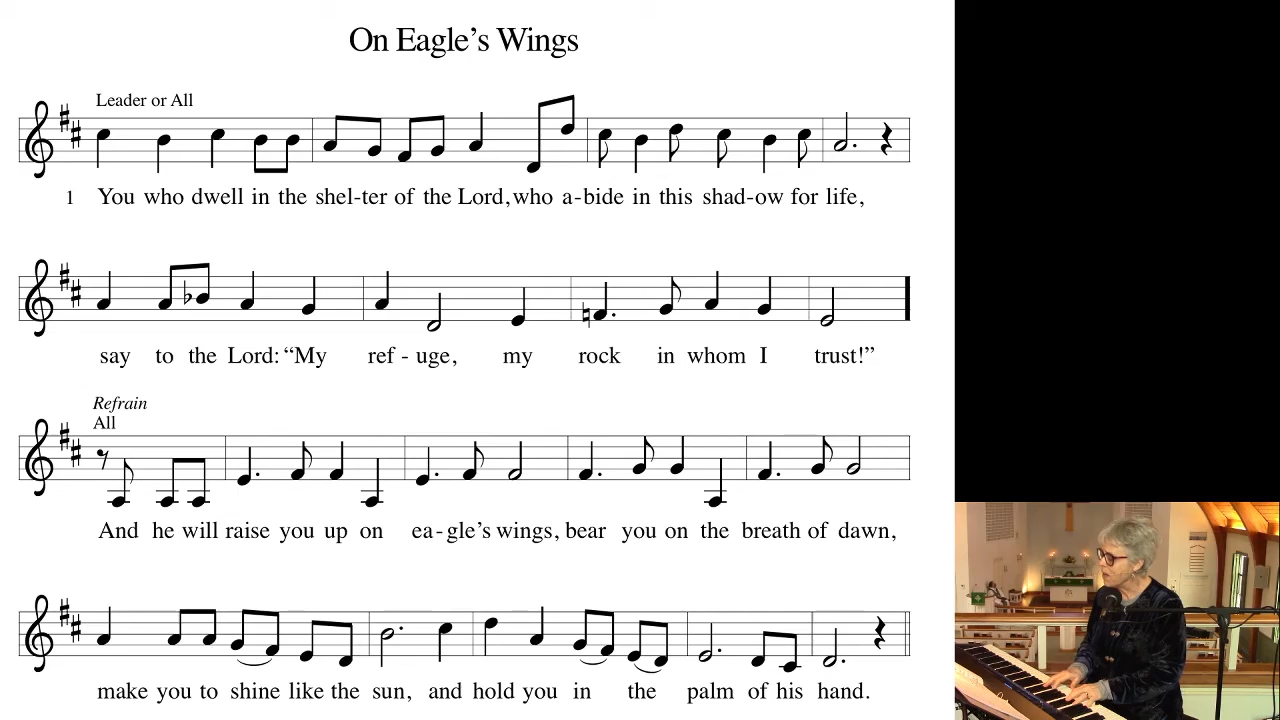 On Eagle's Wings
Leader or All
1 You who dwell in the shel-ter of the Lord, who a-bide in this shad-ow for life,
say to the Lord: “My ref - uge, my rock in whom I trust!”
Refrain
All
And he will raise you up on ea-gle’s wings, bear you on the breath of dawn,
make you to shine like the sun, and hold you in the palm of his hand.